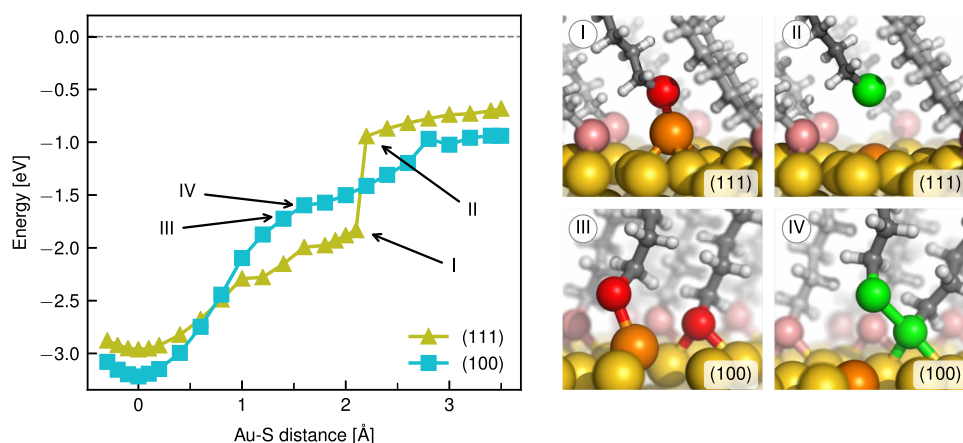 0.0
−0.5
−1.0
−1.5
−2.0
−2.5
−3.0
Energy [eV]
0
1
2
3
Au-S distance [Å]
IV
III
II
I
(111)
(100)
I
(111)
II
(111)
III
(100)
IV
(100)